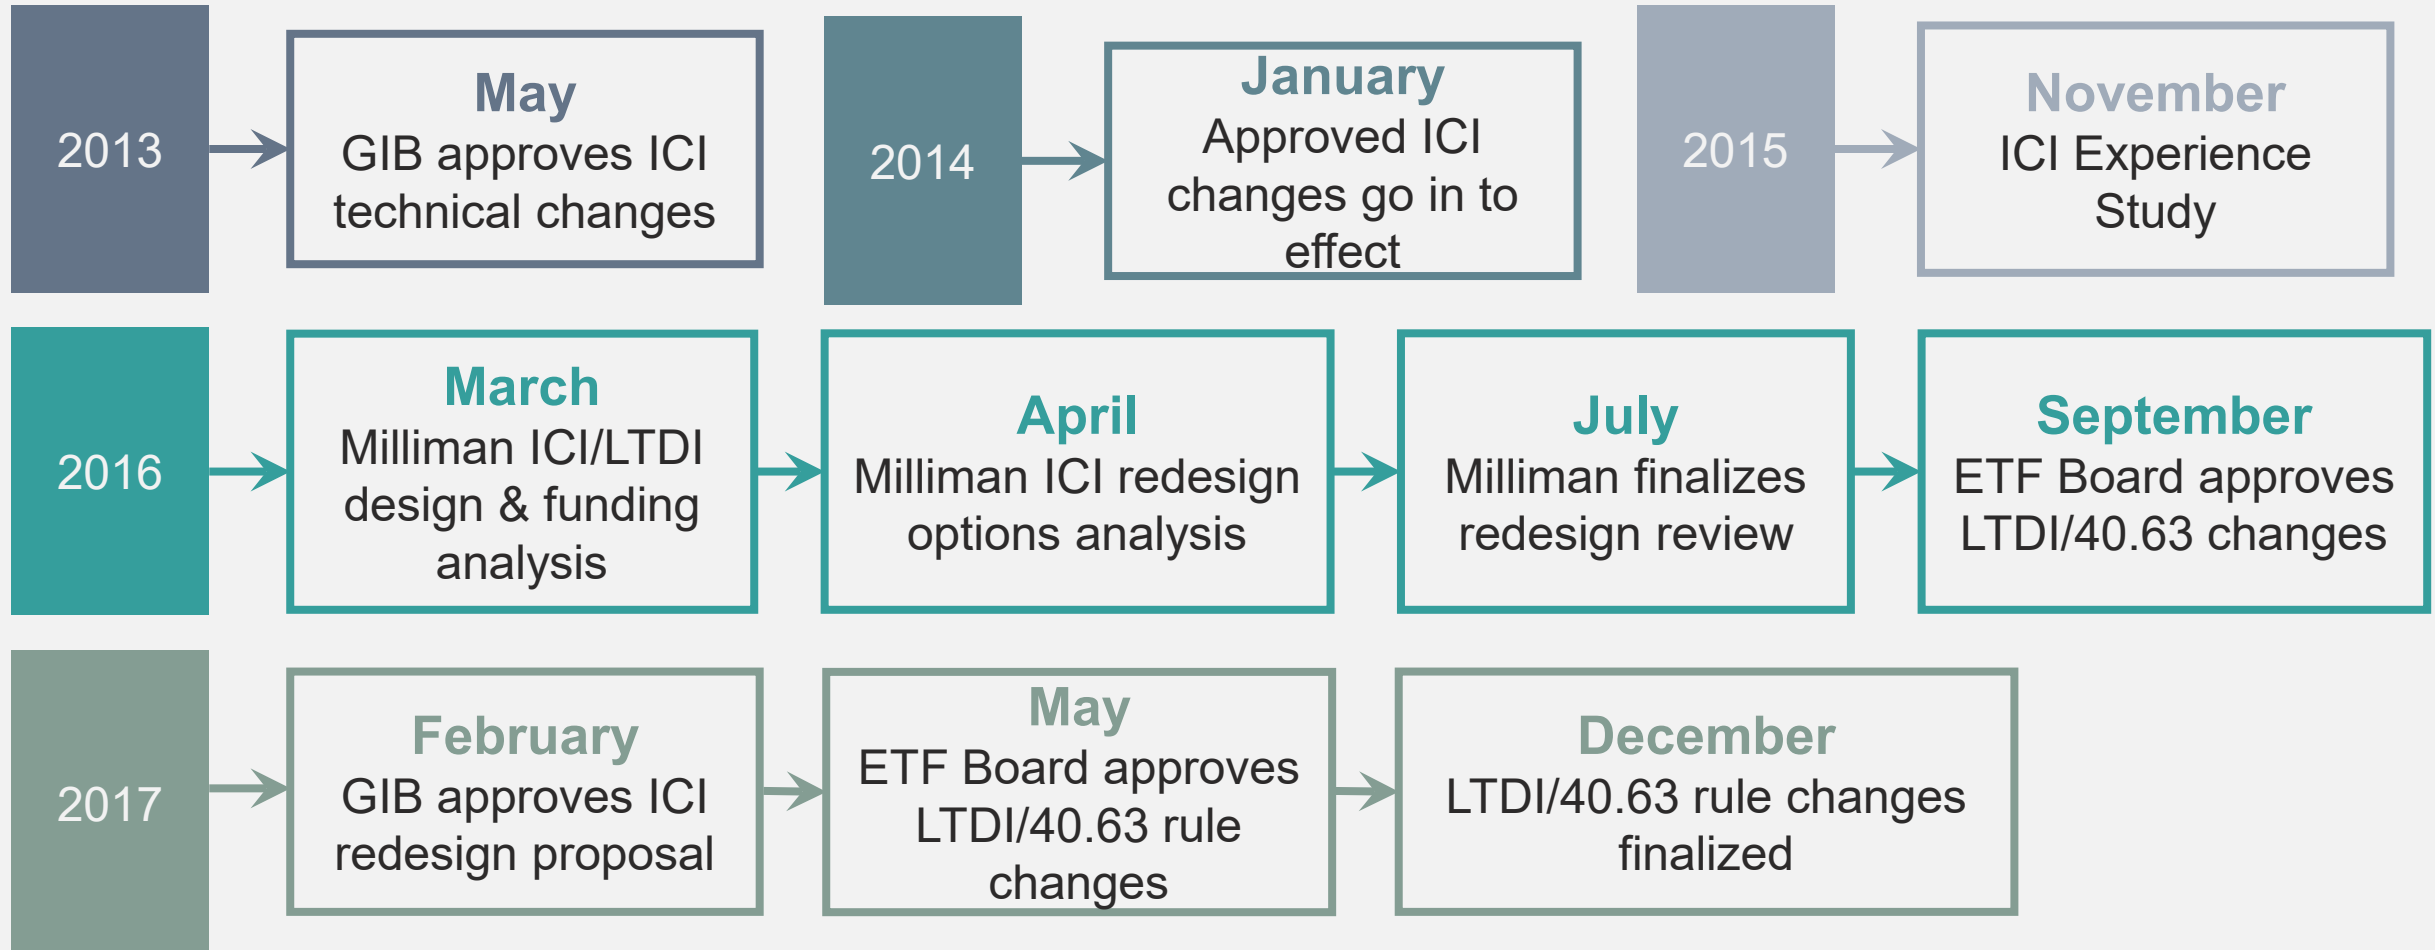 2013
May
GIB approves ICI
technical changes
2014
January
Approved ICI
changes go in to
effect
2015
November
ICI Experience
Study
2016
March
Milliman ICI/LTDI
design & funding
analysis
April
Milliman ICI redesign
options analysis
July
Milliman finalizes
redesign review
September
ETF Board approves
LTDI/40.63 changes
2017
February
GIB approves ICI
redesign proposal
May
ETF Board approves
LTDI/40.63 rule
changes
December
LTDI/40.63 rule changes
finalized